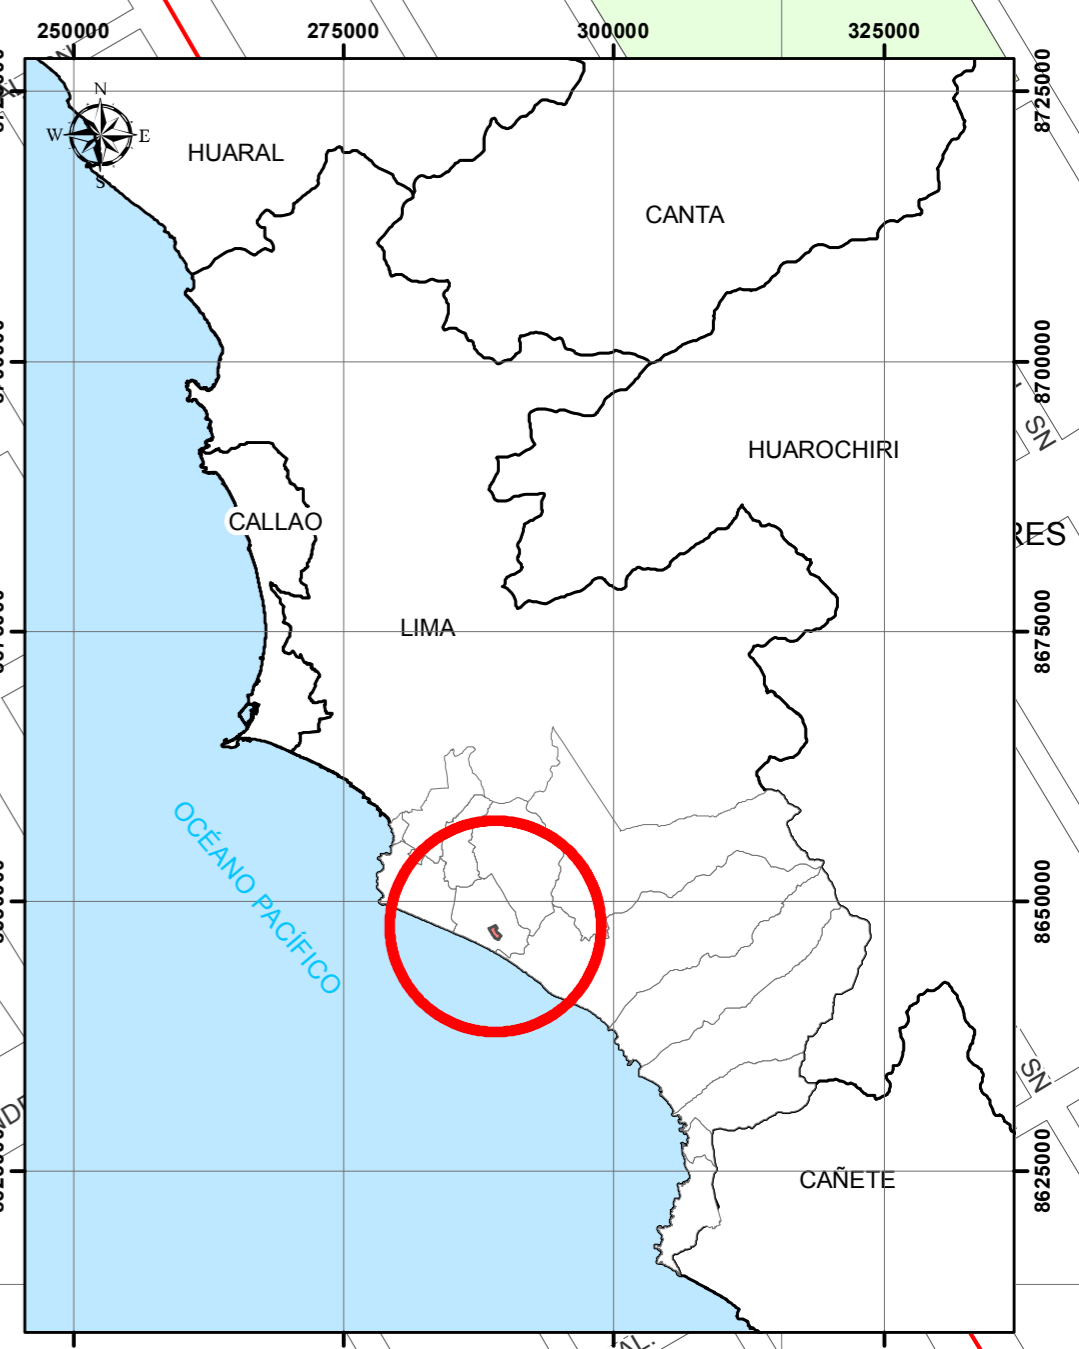 250000 275000 300000 325000
8725000
N
W E
S
HUARAL
CANTA
8700000
HUAROCHIRI
SN
CALLAO
RES
LIMA
8675000
OCÉANO PACÍFICO
8650000
SN
8625000
CAÑETE